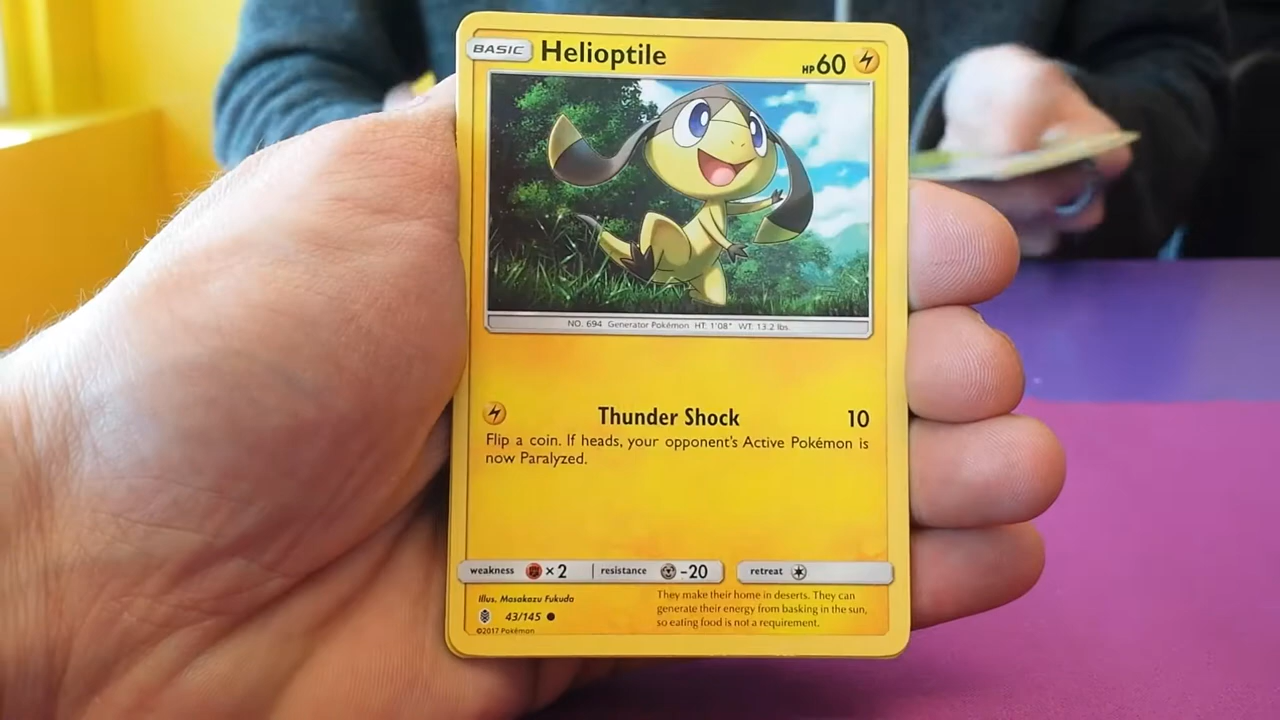 BASIC Helioptile HP60
NO. 694 Generator Pokémon HT: 1'08" WT: 13.2 lbs.
Thunder Shock 10
Flip a coin. If heads, your opponent's Active Pokémon is
now Paralyzed.
weakness ×2 resistance -20 retreat
Illus. Masakazu Fukuda
43/145
©2017 Pokémon
They make their home in deserts. They can
generate their energy from basking in the sun,
so eating food is not a requirement.